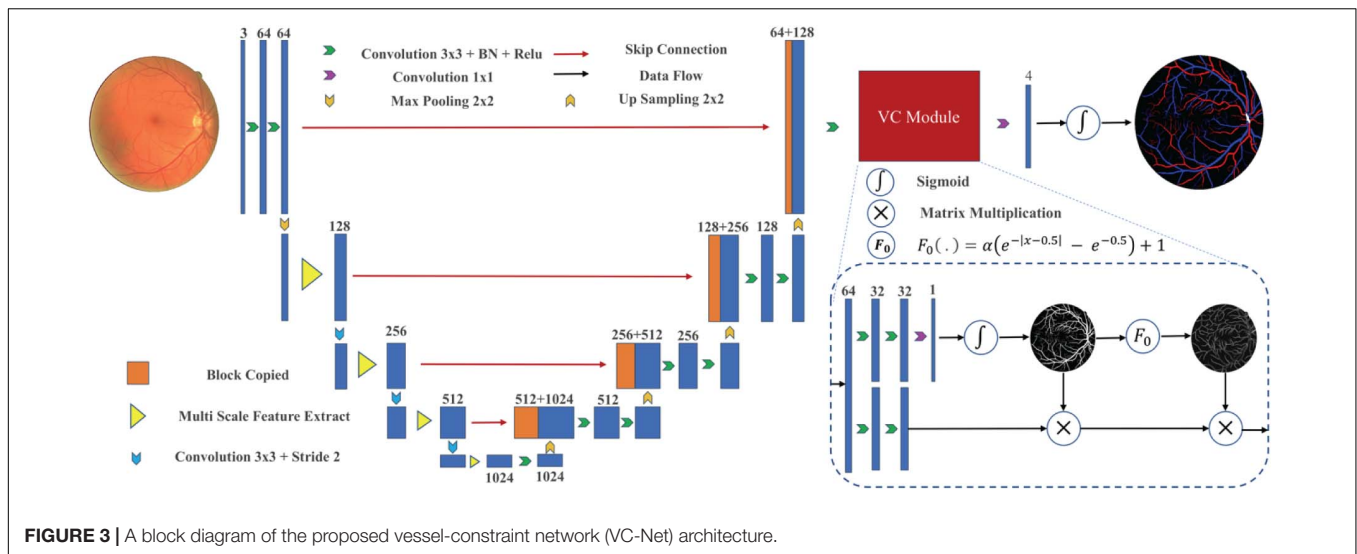 3 64 64
64+128
Convolution 3x3 + BN + Relu
Skip Connection
Convolution 1x1
Data Flow
Max Pooling 2x2
Up Sampling 2x2
VC Module
4
∫
∫ Sigmoid
× Matrix Multiplication
F₀ F₀(.) = α(e^{-|x-0.5|} − e^{-0.5}) + 1
128
128+256 128
256
256+512 256
512
512+1024 512
1024 1024
Block Copied
Multi Scale Feature Extract
Convolution 3x3 + Stride 2
64 32 32 1
∫
F₀
×
×
FIGURE 3 | A block diagram of the proposed vessel-constraint network (VC-Net) architecture.